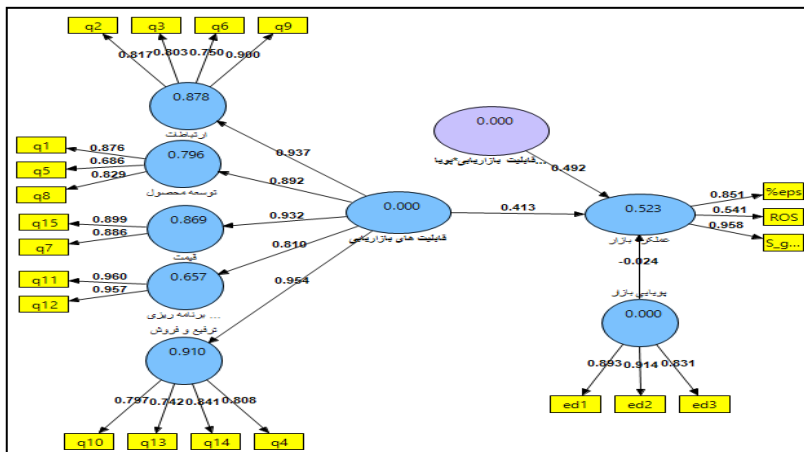 q2 q3 q6 q9
0.817 0.803 0.750 0.900
0.878
ارتباطات
0.000
قابلیت بازاریابی*پویا...
q1
q5
q8
0.876
0.686
0.829
0.796
توسعه محصول
0.937
0.892
0.932
0.810
0.954
0.492
0.000
قابلیت های بازاریابی
0.413
0.523
عملکرد بازار
0.851
0.541
0.958
%eps
ROS
S_g...
q15
q7
0.899
0.886
0.869
قیمت
-0.024
q11
q12
0.960
0.957
0.657
برنامه ریزی ...
پویایی بازار
0.000
ترفیع و فروش
0.910
0.893 0.914 0.831
ed1 ed2 ed3
0.797 0.742 0.841 0.808
q10 q13 q14 q4